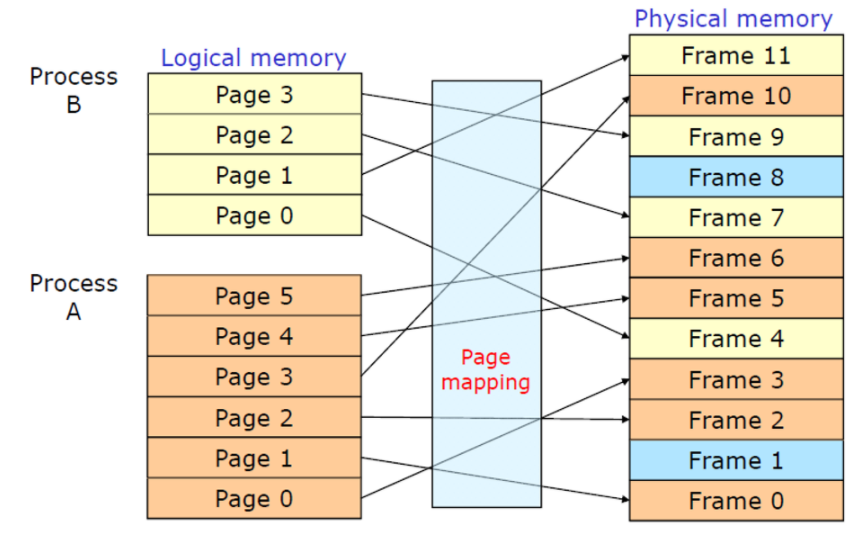 Physical memory
Logical memory
Process
B
Page 3
Page 2
Page 1
Page 0
Process
A
Page 5
Page 4
Page 3
Page 2
Page 1
Page 0
Page
mapping
Frame 11
Frame 10
Frame 9
Frame 8
Frame 7
Frame 6
Frame 5
Frame 4
Frame 3
Frame 2
Frame 1
Frame 0